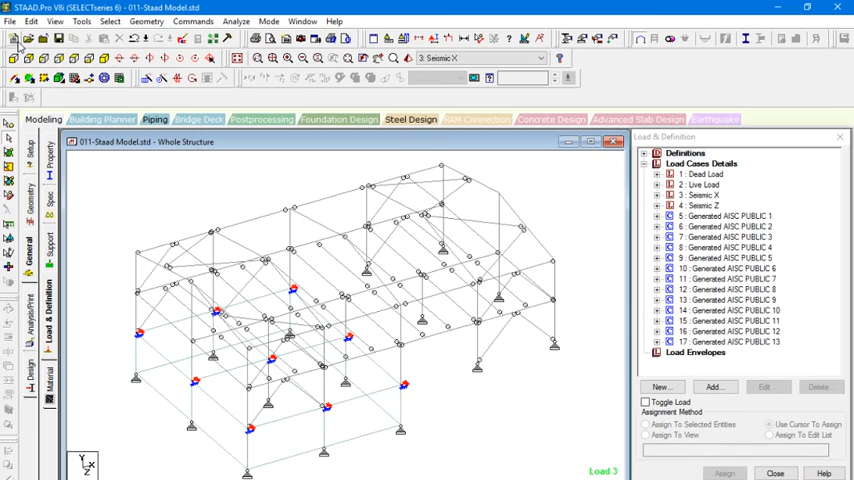 STAAD.Pro V8i (SELECTseries 6) - 011-Staad Model.std
File Edit View Tools Select Geometry Commands Analyze Mode Window Help
3: Seismic X
Modeling Building Planner Piping Bridge Deck Postprocessing Foundation Design Steel Design RAM Connection Concrete Design Advanced Slab Design Earthquake
Setup
Geometry
General
Analysis/Print
Design
Property
Spec
Support
Load & Definition
Material
011-Staad Model.std - Whole Structure
Y
X
Z
Load 3
Load & Definition
Definitions
Load Cases Details
1 : Dead Load
2 : Live Load
3 : Seismic X
4 : Seismic Z
5 : Generated AISC PUBLIC 1
6 : Generated AISC PUBLIC 2
7 : Generated AISC PUBLIC 3
8 : Generated AISC PUBLIC 4
9 : Generated AISC PUBLIC 5
10 : Generated AISC PUBLIC 6
11 : Generated AISC PUBLIC 7
12 : Generated AISC PUBLIC 8
13 : Generated AISC PUBLIC 9
14 : Generated AISC PUBLIC 10
15 : Generated AISC PUBLIC 11
16 : Generated AISC PUBLIC 12
17 : Generated AISC PUBLIC 13
Load Envelopes
New... Add... Edit... Delete...
Toggle Load
Assignment Method
Assign To Selected Entities Use Cursor To Assign
Assign To View Assign To Edit List
Assign Close Help